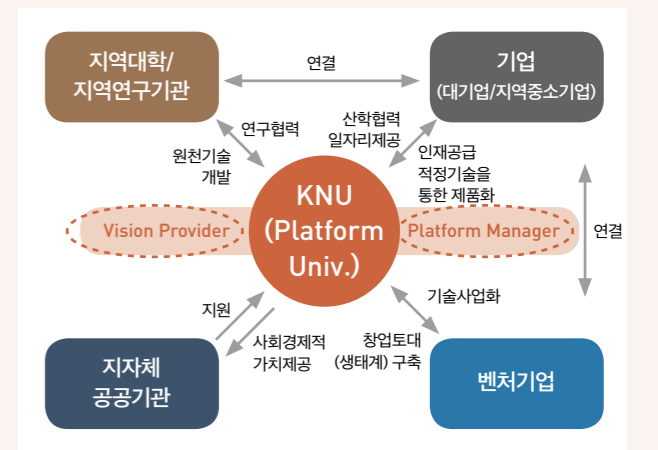 지역대학/
지역연구기관
연결
기업
(대기업/지역중소기업)
연구협력
원천기술
개발
산학협력
일자리제공
인재공급
적정기술을
통한 제품화
KNU
(Platform
Univ.)
Vision Provider
Platform Manager
연결
지원
사회경제적
가치제공
기술사업화
창업토대
(생태계) 구축
지자체
공공기관
벤처기업